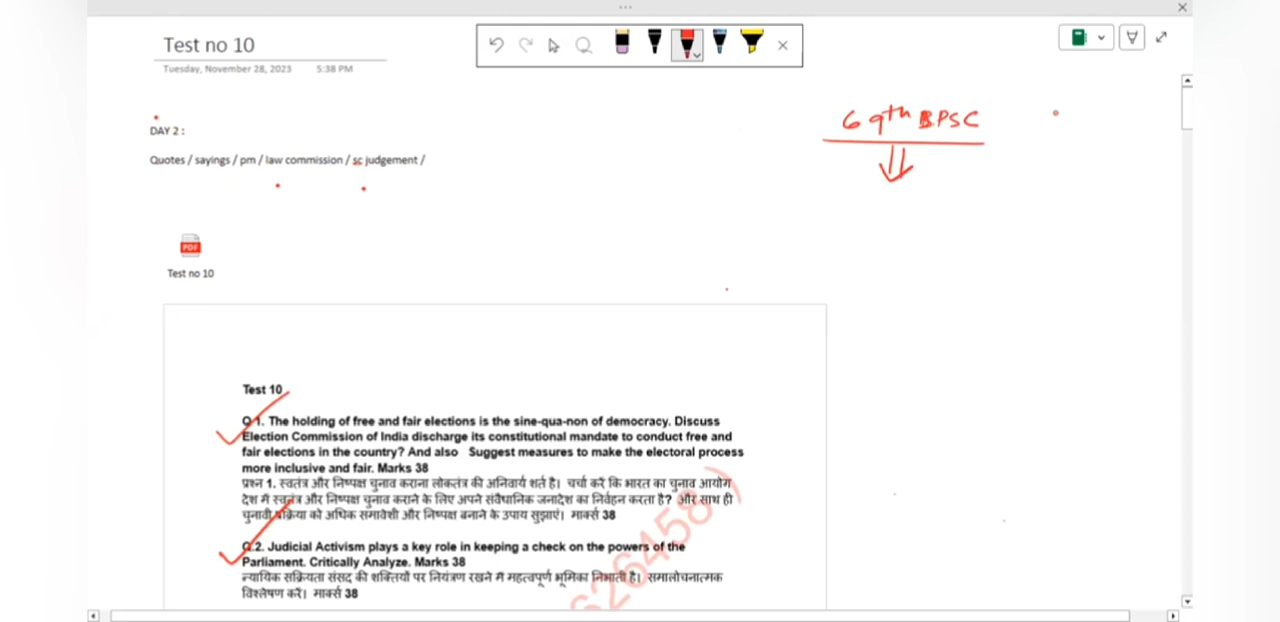 Test no 10
Tuesday, November 28, 2023 5:38 PM
69th BPSC
DAY 2 :
Quotes / sayings / pm / law commission / sc judgement /
PDF
Test no 10
Test 10
Q 1. The holding of free and fair elections is the sine-qua-non of democracy. Discuss
Election Commission of India discharge its constitutional mandate to conduct free and
fair elections in the country? And also Suggest measures to make the electoral process
more inclusive and fair. Marks 38
प्रश्न 1. स्वतंत्र और निष्पक्ष चुनाव कराना लोकतंत्र की अनिवार्य शर्त है। चर्चा करें कि भारत का चुनाव आयोग
देश में स्वतंत्र और निष्पक्ष चुनाव कराने के लिए अपने संवैधानिक जनादेश का निर्वहन करता है? और साथ ही
चुनावी प्रक्रिया को अधिक समावेशी और निष्पक्ष बनाने के उपाय सुझाएं। मार्क्स 38
Q.2. Judicial Activism plays a key role in keeping a check on the powers of the
Parliament. Critically Analyze. Marks 38
न्यायिक सक्रियता संसद की शक्तियों पर नियंत्रण रखने में महत्वपूर्ण भूमिका निभाती है। समालोचनात्मक
विश्लेषण करें। मार्क्स 38
626458)